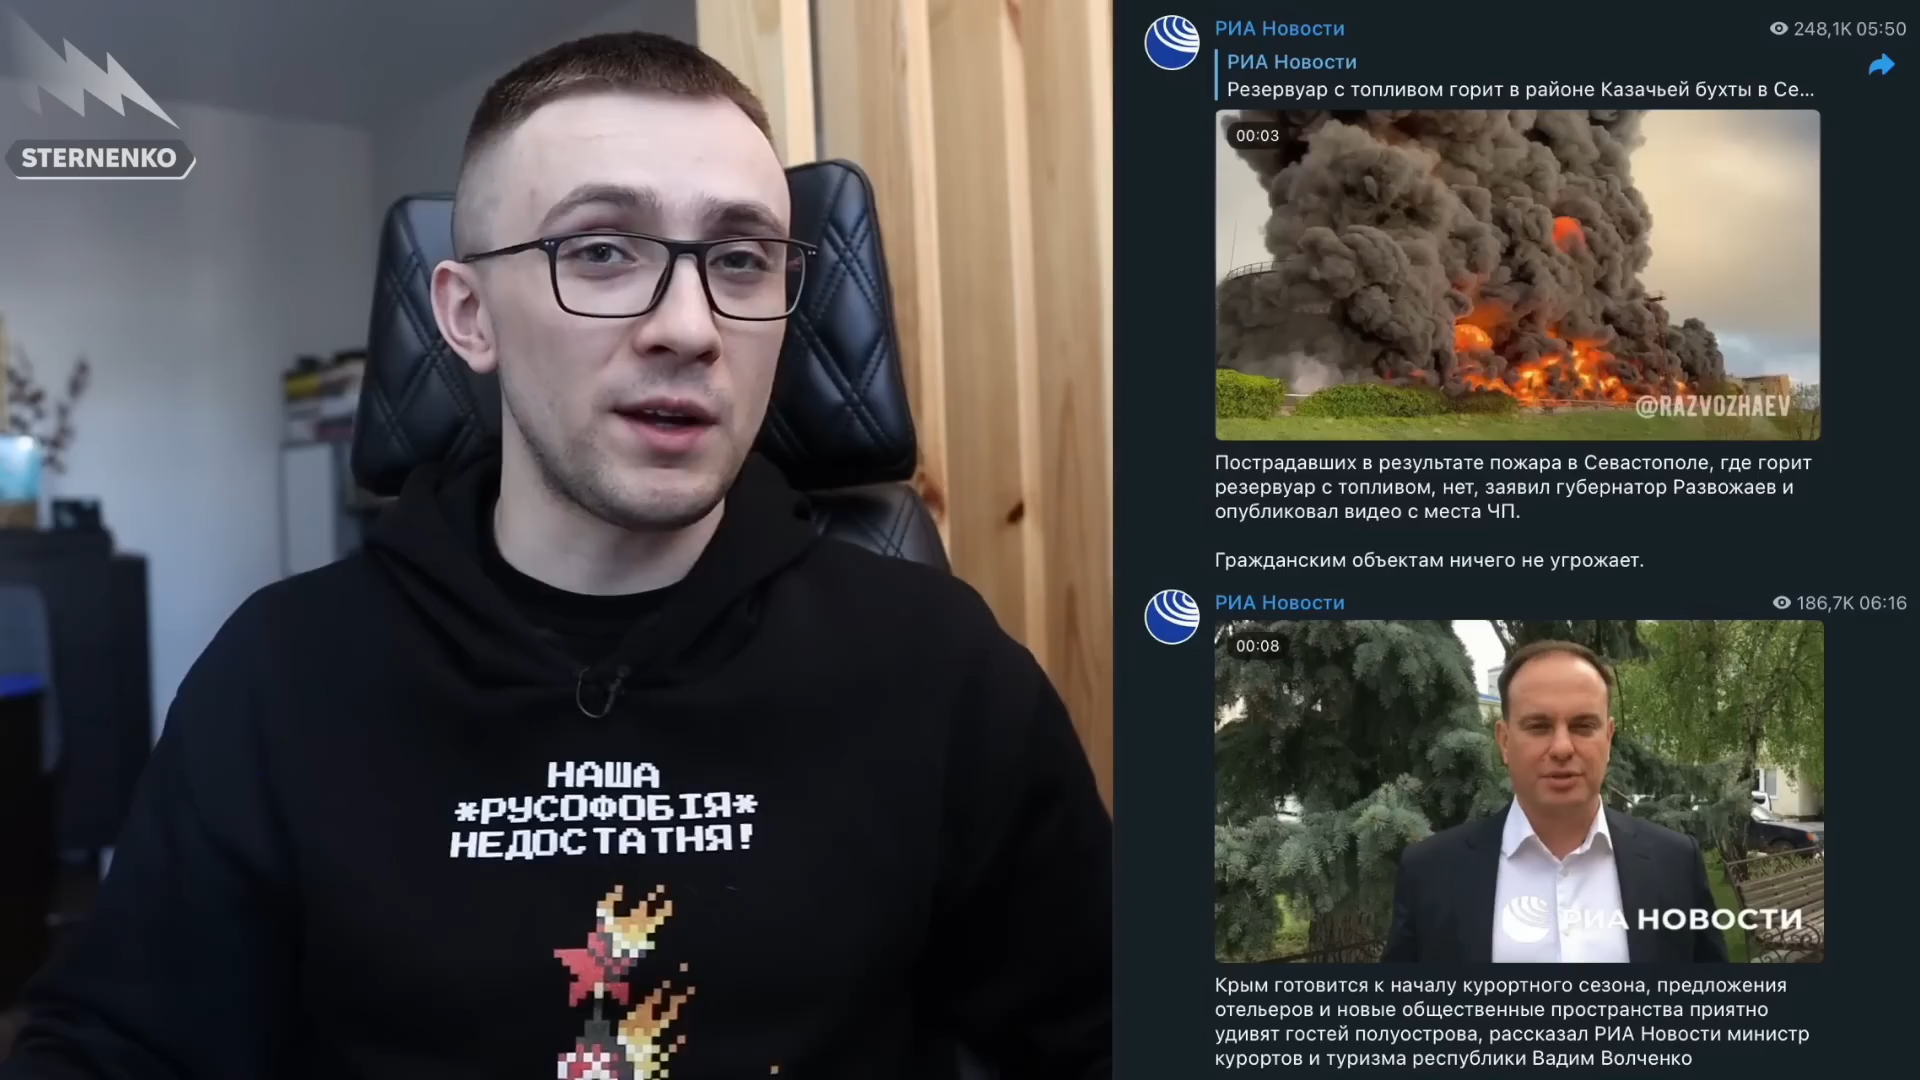 STERNENKO
НАША
*РУСОФОБІЯ*
НЕДОСТАТНЯ!
РИА Новости
248,1K 05:50
РИА Новости
Резервуар с топливом горит в районе Казачьей бухты в Се...
00:03
@RAZVOZHAEV
Пострадавших в результате пожара в Севастополе, где горит
резервуар с топливом, нет, заявил губернатор Развожаев и
опубликовал видео с места ЧП.
Гражданским объектам ничего не угрожает.
РИА Новости
186,7K 06:16
00:08
РИА НОВОСТИ
Крым готовится к началу курортного сезона, предложения
отельеров и новые общественные пространства приятно
удивят гостей полуострова, рассказал РИА Новости министр
курортов и туризма республики Вадим Волченко